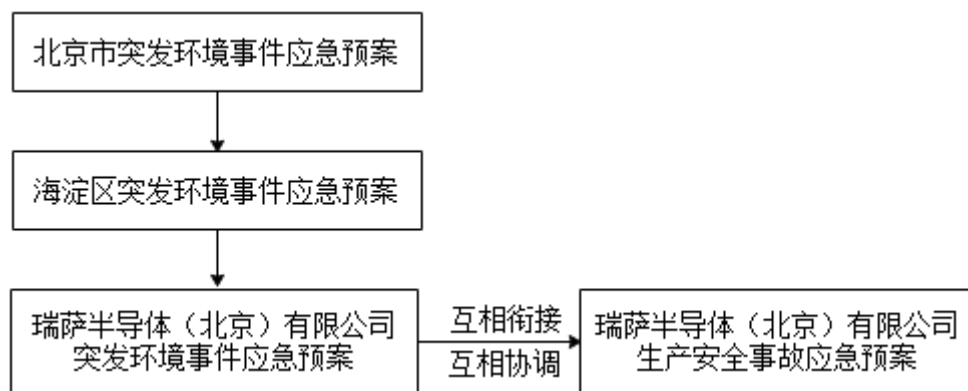 北京市突发环境事件应急预案
海淀区突发环境事件应急预案
瑞萨半导体（北京）有限公司
突发环境事件应急预案
互相衔接
互相协调
瑞萨半导体（北京）有限公司
生产安全事故应急预案